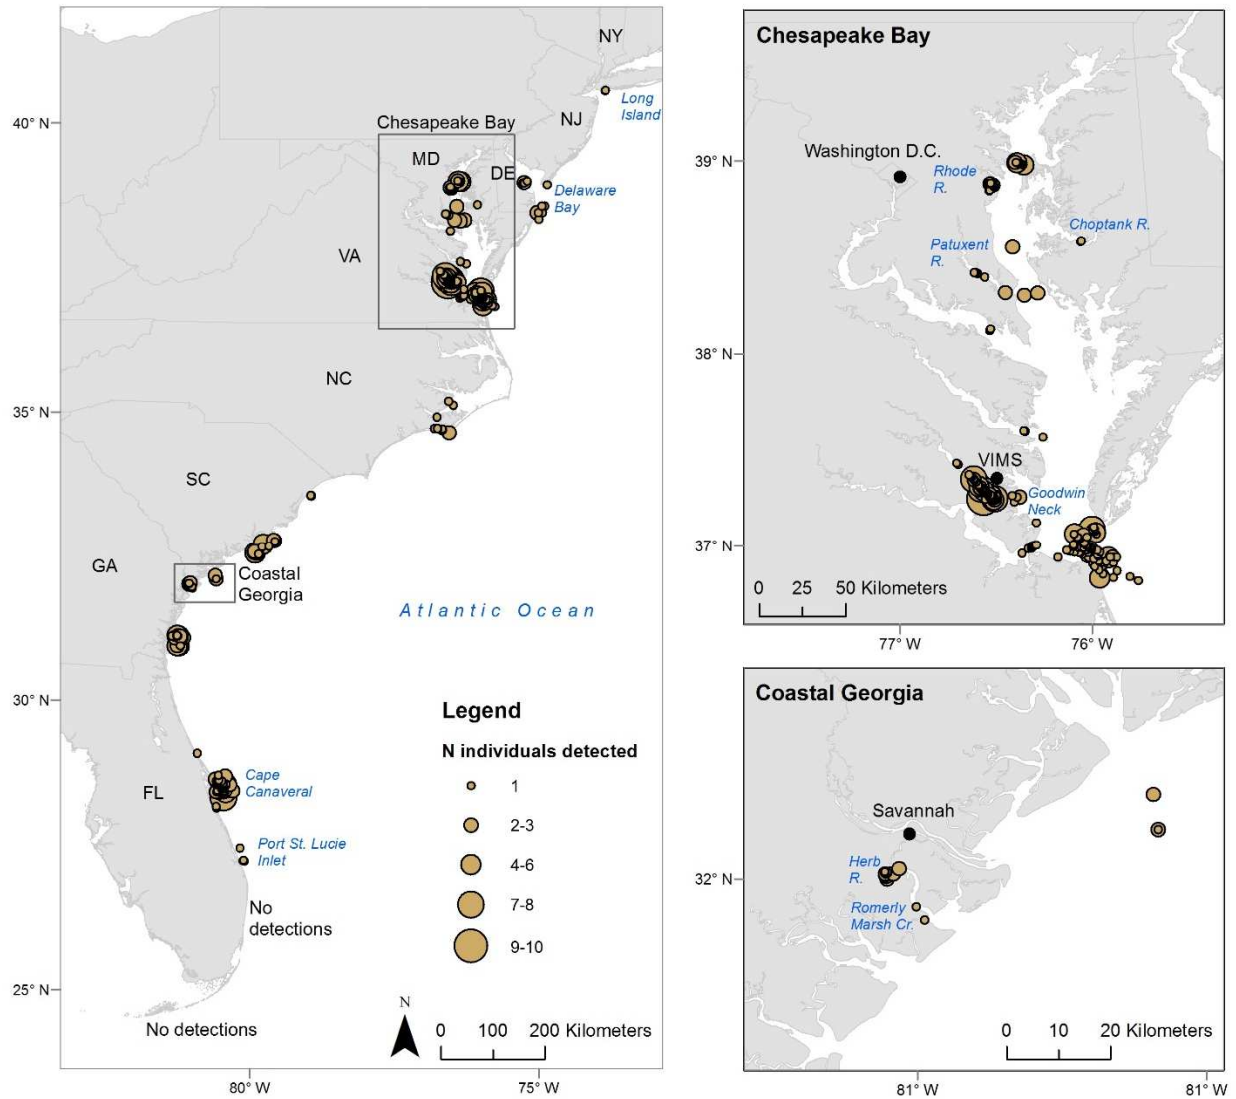 NY
Long
Island
40° N
NJ
Chesapeake Bay
MD
DE
Delaware
Bay
VA
NC
35° N
SC
GA
Coastal
Georgia
Atlantic Ocean
30° N
Legend
N individuals detected
1
2-3
4-6
7-8
9-10
Cape
Canaveral
FL
Port St. Lucie
Inlet
No
detections
25° N
No detections
N
0 100 200 Kilometers
80° W
75° W
Chesapeake Bay
39° N
Washington D.C.
Rhode
R.
Choptank R.
Patuxent
R.
38° N
VIMS
Goodwin
Neck
37° N
0 25 50 Kilometers
77° W
76° W
Coastal Georgia
Savannah
32° N
Herb
R.
Romerly
Marsh Cr.
0 10 20 Kilometers
81° W
81° W